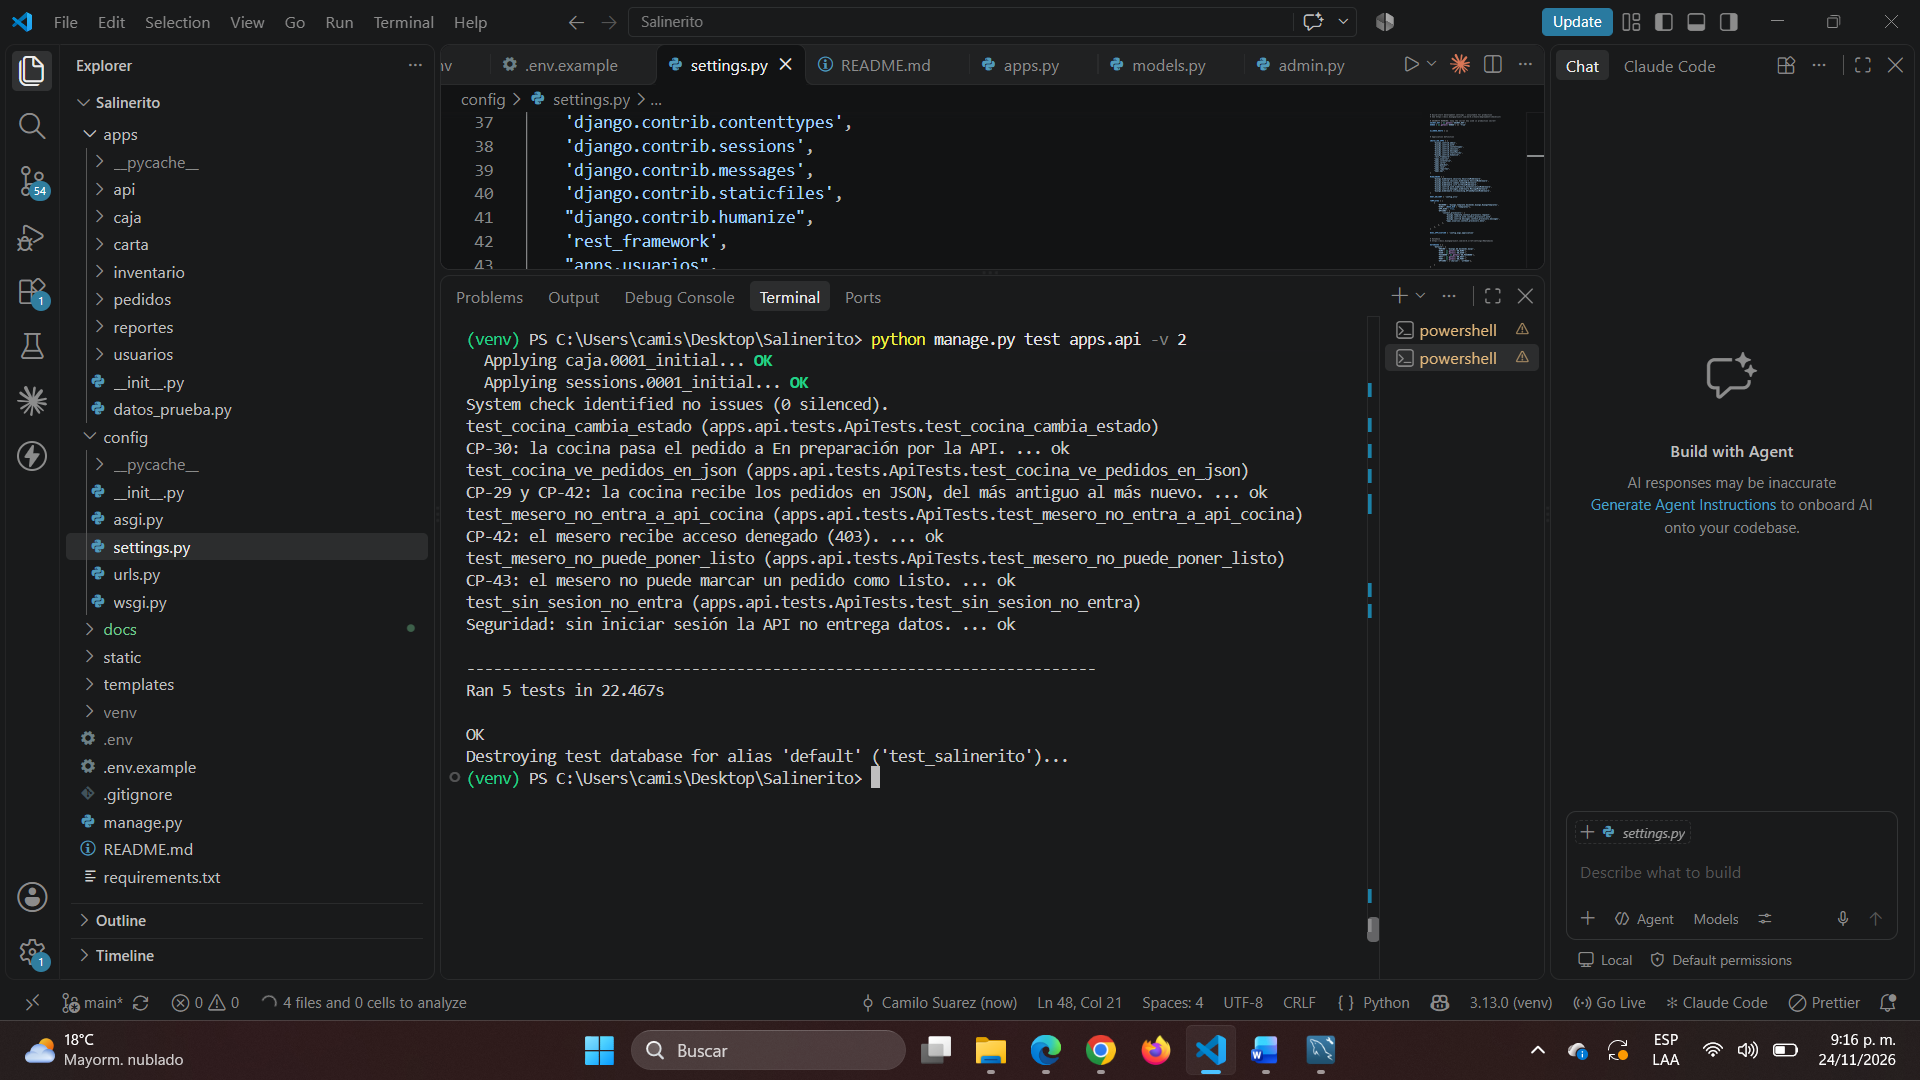 File Edit Selection View Go Run Terminal Help
Salinerito
Update
Explorer
Salinerito
apps
__pycache__
api
caja
carta
inventario
pedidos
reportes
usuarios
__init__.py
datos_prueba.py
config
__pycache__
__init__.py
asgi.py
settings.py
urls.py
wsgi.py
docs
static
templates
venv
.env
.env.example
.gitignore
manage.py
README.md
requirements.txt
Outline
Timeline
54
1
1
nv .env.example settings.py README.md apps.py models.py admin.py
config > settings.py > ...
37 'django.contrib.contenttypes',
38 'django.contrib.sessions',
39 'django.contrib.messages',
40 'django.contrib.staticfiles',
41 "django.contrib.humanize",
42 'rest_framework',
43 "apps.usuarios",
Problems Output Debug Console Terminal Ports
(venv) PS C:\Users\camis\Desktop\Salinerito> python manage.py test apps.api -v 2
Applying caja.0001_initial... OK
Applying sessions.0001_initial... OK
System check identified no issues (0 silenced).
test_cocina_cambia_estado (apps.api.tests.ApiTests.test_cocina_cambia_estado)
CP-30: la cocina pasa el pedido a En preparación por la API. ... ok
test_cocina_ve_pedidos_en_json (apps.api.tests.ApiTests.test_cocina_ve_pedidos_en_json)
CP-29 y CP-42: la cocina recibe los pedidos en JSON, del más antiguo al más nuevo. ... ok
test_mesero_no_entra_a_api_cocina (apps.api.tests.ApiTests.test_mesero_no_entra_a_api_cocina)
CP-42: el mesero recibe acceso denegado (403). ... ok
test_mesero_no_puede_poner_listo (apps.api.tests.ApiTests.test_mesero_no_puede_poner_listo)
CP-43: el mesero no puede marcar un pedido como Listo. ... ok
test_sin_sesion_no_entra (apps.api.tests.ApiTests.test_sin_sesion_no_entra)
Seguridad: sin iniciar sesión la API no entrega datos. ... ok
----------------------------------------------------------------------
Ran 5 tests in 22.467s
OK
Destroying test database for alias 'default' ('test_salinerito')...
(venv) PS C:\Users\camis\Desktop\Salinerito>
powershell
powershell
Chat Claude Code
Build with Agent
AI responses may be inaccurate
Generate Agent Instructions to onboard AI
onto your codebase.
settings.py
Describe what to build
Agent Models
Local Default permissions
main* 0 0 4 files and 0 cells to analyze
Camilo Suarez (now) Ln 48, Col 21 Spaces: 4 UTF-8 CRLF { } Python 3.13.0 (venv) Go Live Claude Code Prettier
18°C
Mayorm. nublado
Buscar
ESP
LAA
9:16 p. m.
24/11/2026